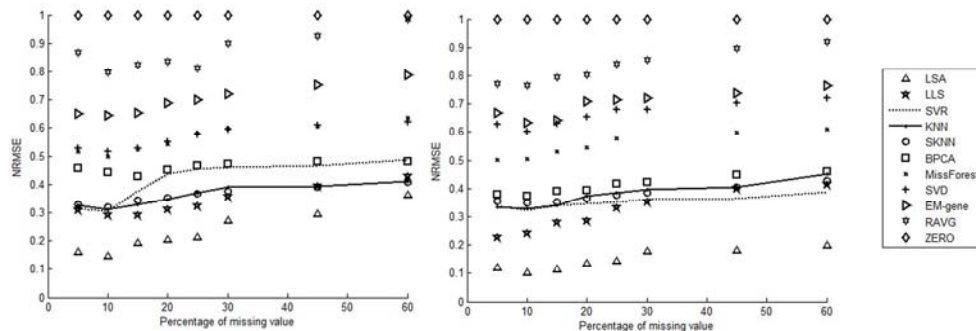 1
0.9
0.8
0.7
0.6
0.5
0.4
0.3
0.2
0.1
0
NRMSE
0 10 20 30 40 50 60
Percentage of missing value
1
0.9
0.8
0.7
0.6
0.5
0.4
0.3
0.2
0.1
0
NRMSE
0 10 20 30 40 50 60
Percentage of missing value
LSA
LLS
SVR
KNN
SKNN
BPCA
MissForest
SVD
EM-gene
RAVG
ZERO